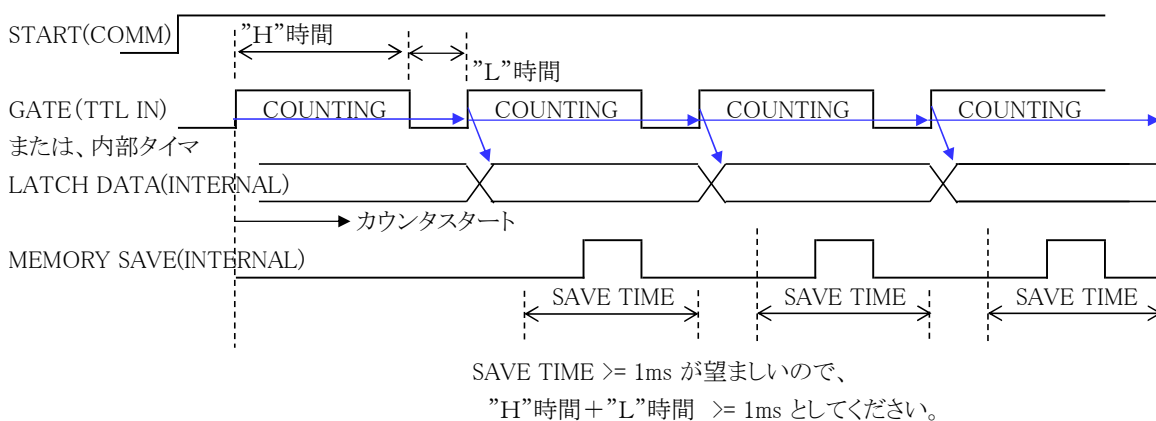 START(COMM)
”H”時間
”L”時間
GATE(TTL IN)
COUNTING
COUNTING
COUNTING
COUNTING
または、内部タイマ
LATCH DATA(INTERNAL)
カウンタスタート
MEMORY SAVE(INTERNAL)
SAVE TIME
SAVE TIME
SAVE TIME
SAVE TIME >= 1ms が望ましいので、
”H”時間+”L”時間 >= 1ms としてください。